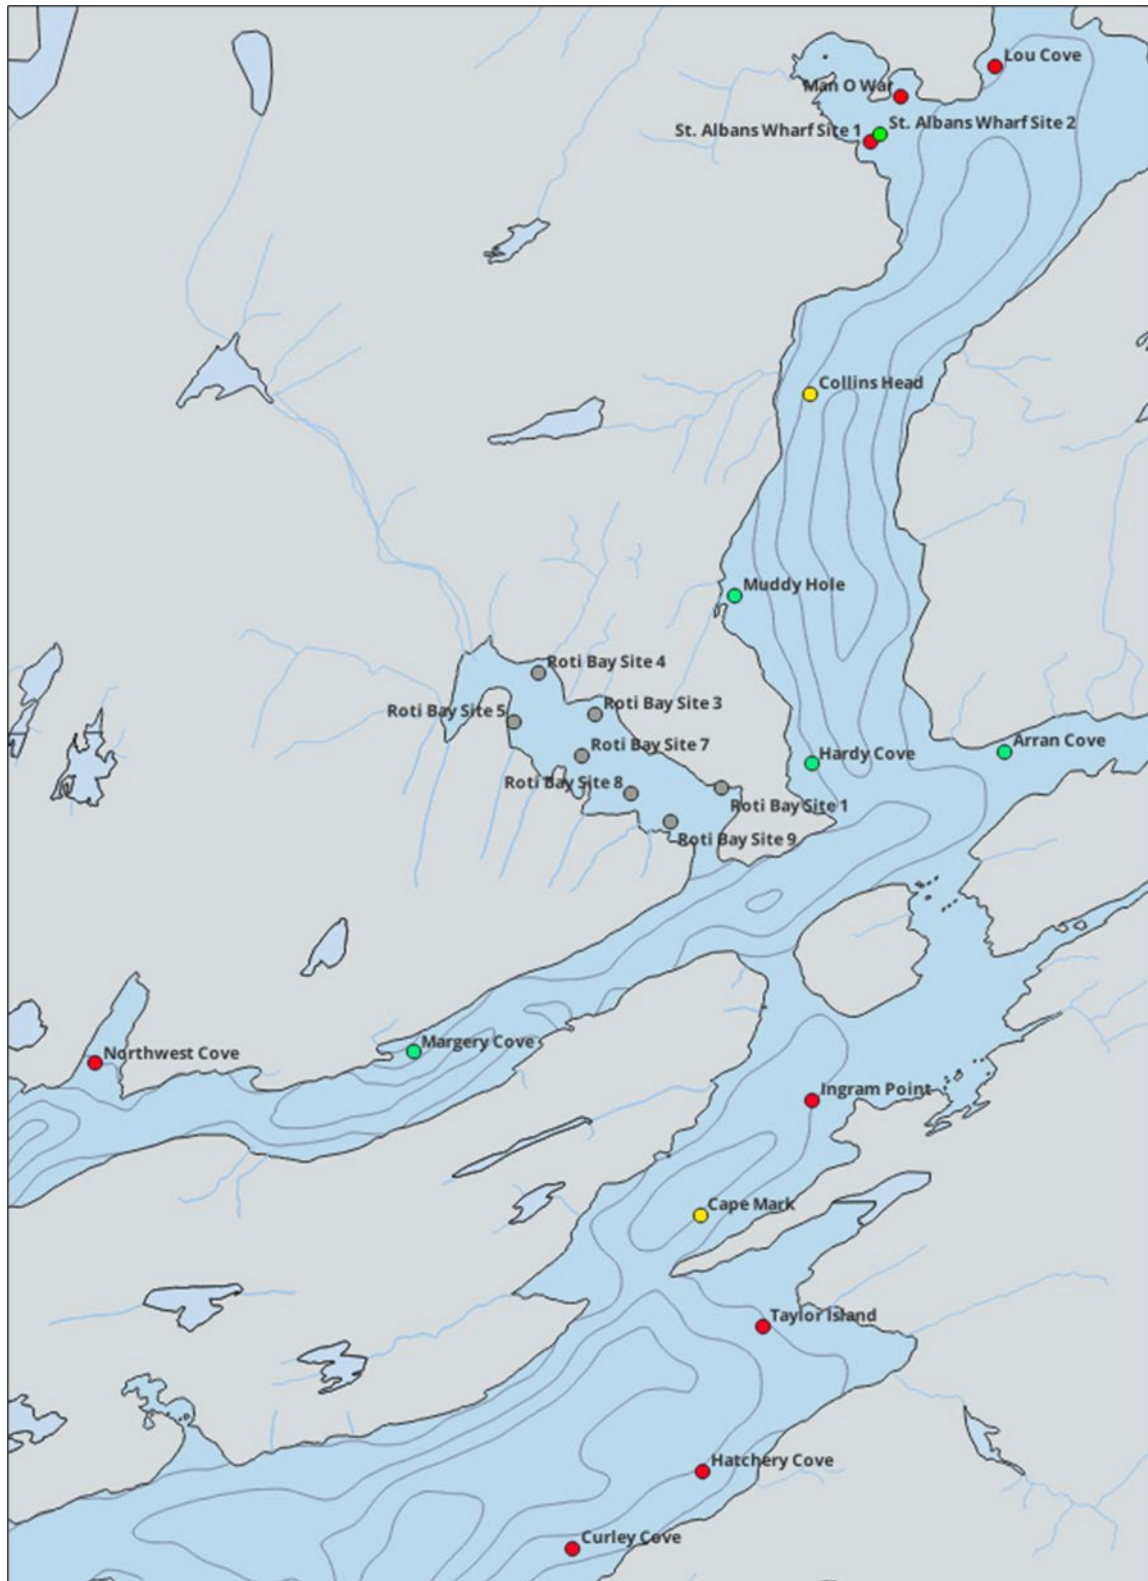 Lou Cove
Man O War
St. Albans Wharf Site 2
St. Albans Wharf Site 1
Collins Head
Muddy Hole
Roti Bay Site 4
Roti Bay Site 3
Roti Bay Site 5
Roti Bay Site 7
Arran Cove
Hardy Cove
Roti Bay Site 8
Roti Bay Site 1
Roti Bay Site 9
Margery Cove
Northwest Cove
Ingram Point
Cape Mark
Taylor Island
Hatchery Cove
Curley Cove